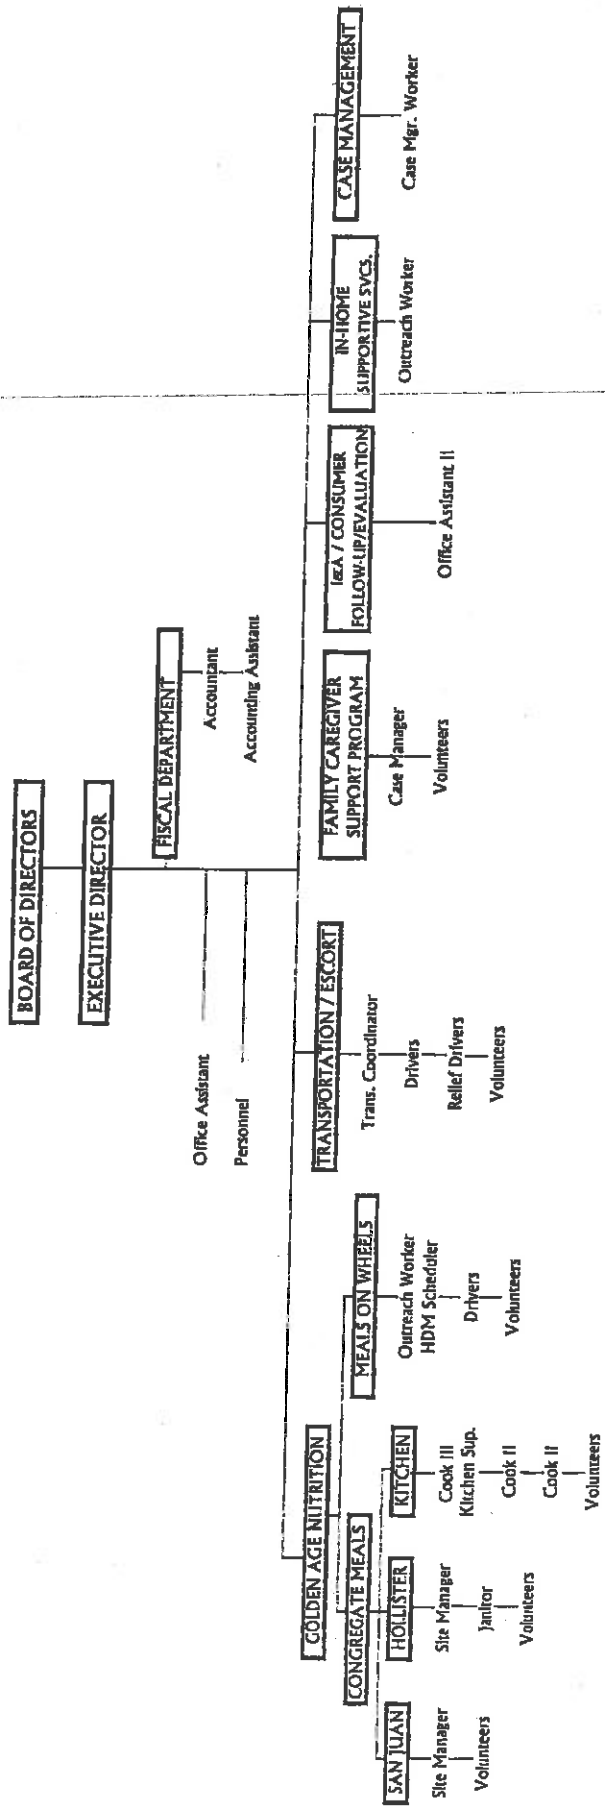 BOARD OF DIRECTORS
EXECUTIVE DIRECTOR
FISCAL DEPARTMENT
Accountant
Accounting Assistant
Office Assistant
Personnel
GOLDEN AGE NUTRITION
CONGREGATE MEALS
SAN JUAN
Site Manager
Volunteers
HOLLISTER
Site Manager
Janitor
Volunteers
KITCHEN
Cook III
Kitchen Sup.
Cook II
Cook II
Volunteers
MEALS ON WHEELS
Outreach Worker
HDM Scheduler
Drivers
Volunteers
TRANSPORTATION / ESCORT
Trans. Coordinator
Drivers
Relief Drivers
Volunteers
FAMILY CAREGIVER
SUPPORT PROGRAM
Case Manager
Volunteers
I&A / CONSUMER
FOLLOW-UP/EVALUATION
Office Assistant II
IN-HOME
SUPPORTIVE SVCS.
Outreach Worker
CASE MANAGEMENT
Case Mgr. Worker